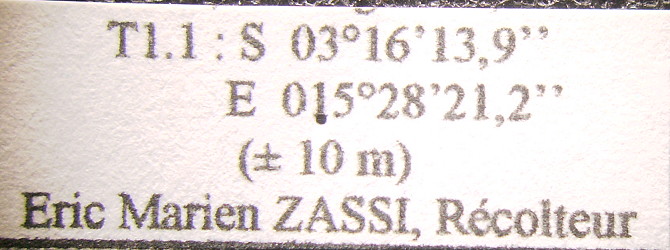 T1.1 : S 03°16'13,9''
E 015°28'21,2''
(± 10 m)
Eric Marien ZASSI, Récolteur